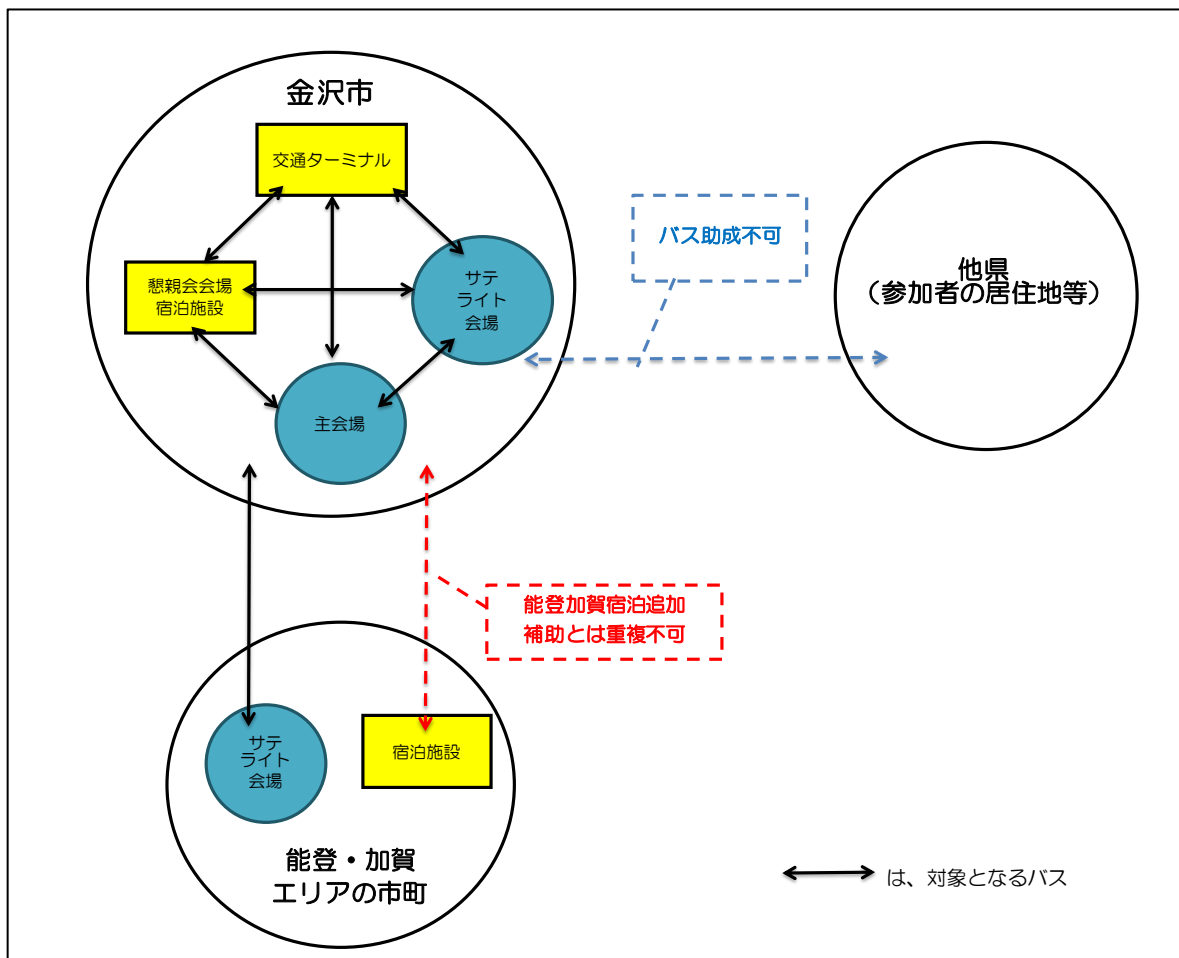 金沢市
交通ターミナル
懇親会会場
宿泊施設
サテ
ライト
会場
主会場
バス助成不可
他県
（参加者の居住地等）
能登加賀宿泊追加
補助とは重複不可
サテ
ライト
会場
宿泊施設
能登・加賀
エリアの市町
は、対象となるバス